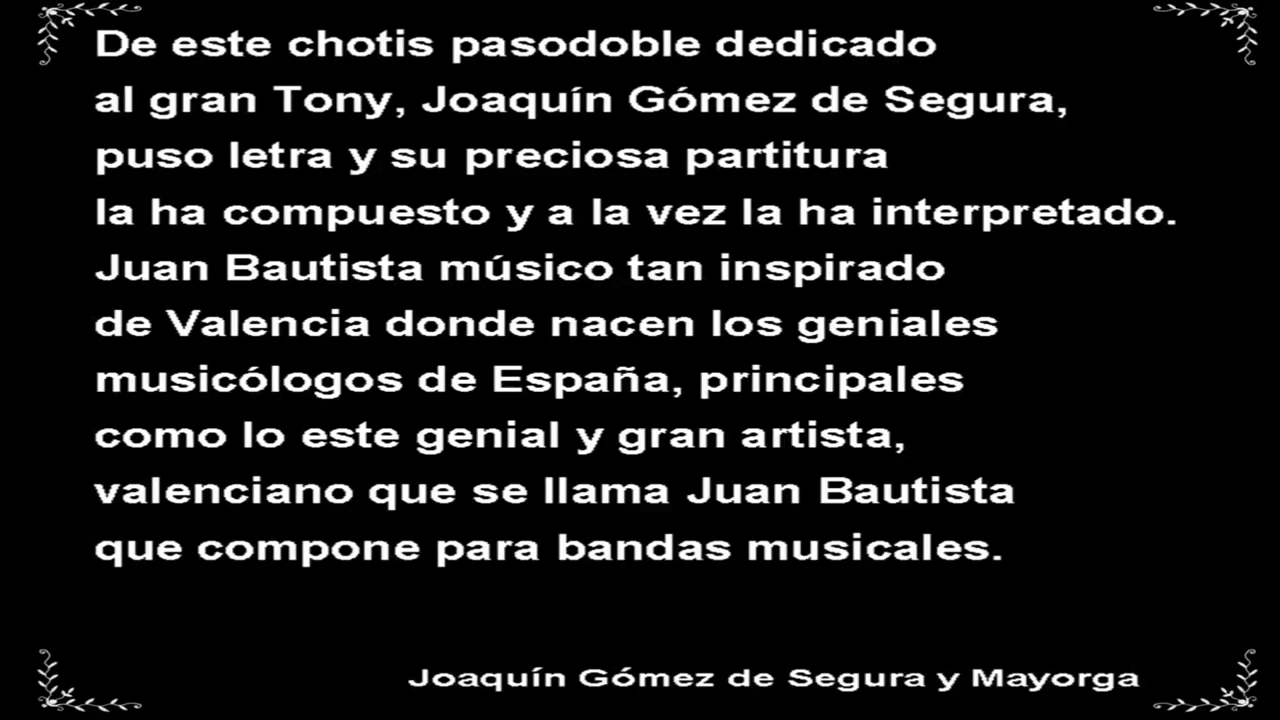 De este chotis pasodoble dedicado
al gran Tony, Joaquín Gómez de Segura,
puso letra y su preciosa partitura
la ha compuesto y a la vez la ha interpretado.
Juan Bautista músico tan inspirado
de Valencia donde nacen los geniales
musicólogos de España, principales
como lo este genial y gran artista,
valenciano que se llama Juan Bautista
que compone para bandas musicales.
Joaquín Gómez de Segura y Mayorga